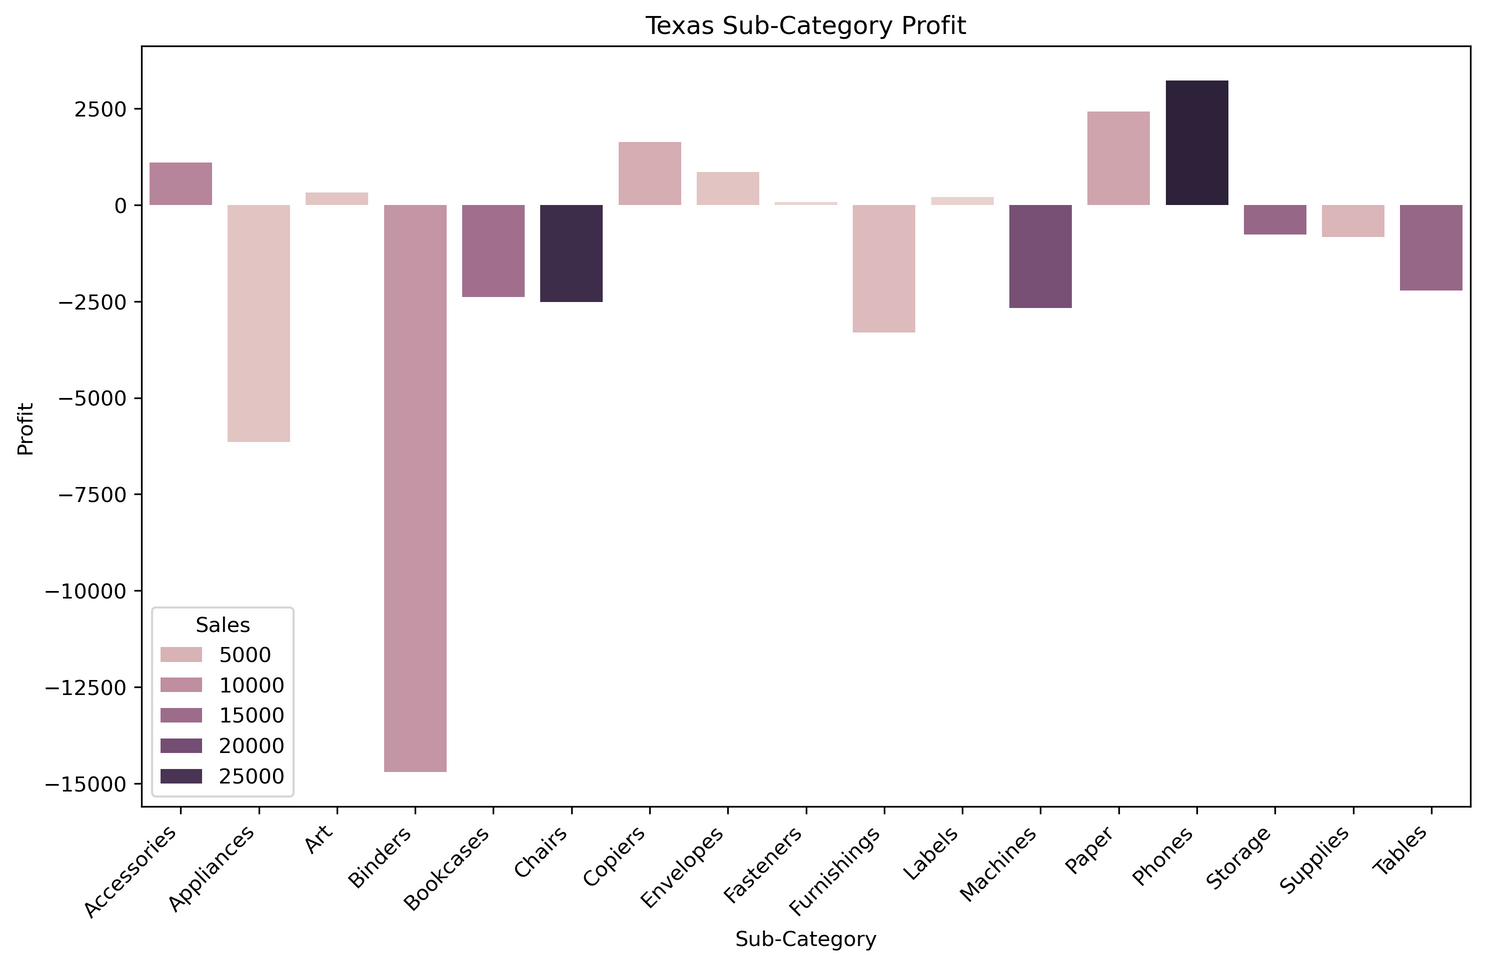 Texas Sub-Category Profit
2500
0
−2500
−5000
−7500
−10000
−12500
−15000
Profit
Sales
5000
10000
15000
20000
25000
Accessories
Appliances
Art
Binders
Bookcases
Chairs
Copiers
Envelopes
Fasteners
Furnishings
Labels
Machines
Paper
Phones
Storage
Supplies
Tables
Sub-Category